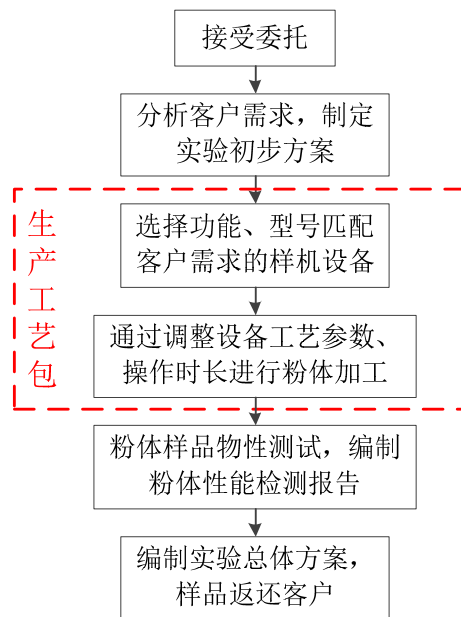 接受委托
分析客户需求，制定
实验初步方案
生产工艺包
选择功能、型号匹配
客户需求的样机设备
通过调整设备工艺参数、
操作时长进行粉体加工
粉体样品物性测试，编制
粉体性能检测报告
编制实验总体方案，
样品返还客户